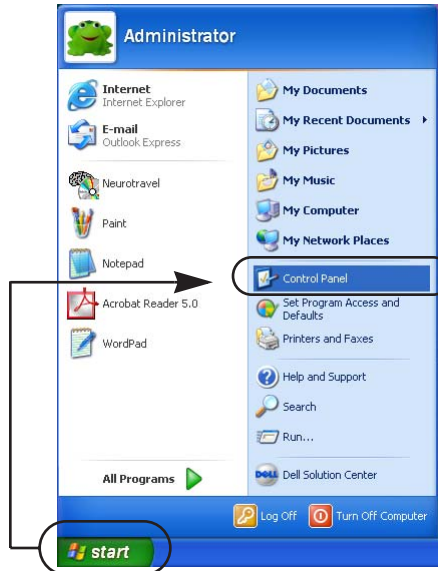 Administrator
Internet
Internet Explorer
E-mail
Outlook Express
Neurotravel
Paint
Notepad
Acrobat Reader 5.0
WordPad
All Programs
My Documents
My Recent Documents
My Pictures
My Music
My Computer
My Network Places
Control Panel
Set Program Access and
Defaults
Printers and Faxes
Help and Support
Search
Run...
DELL Dell Solution Center
Log Off Turn Off Computer
start